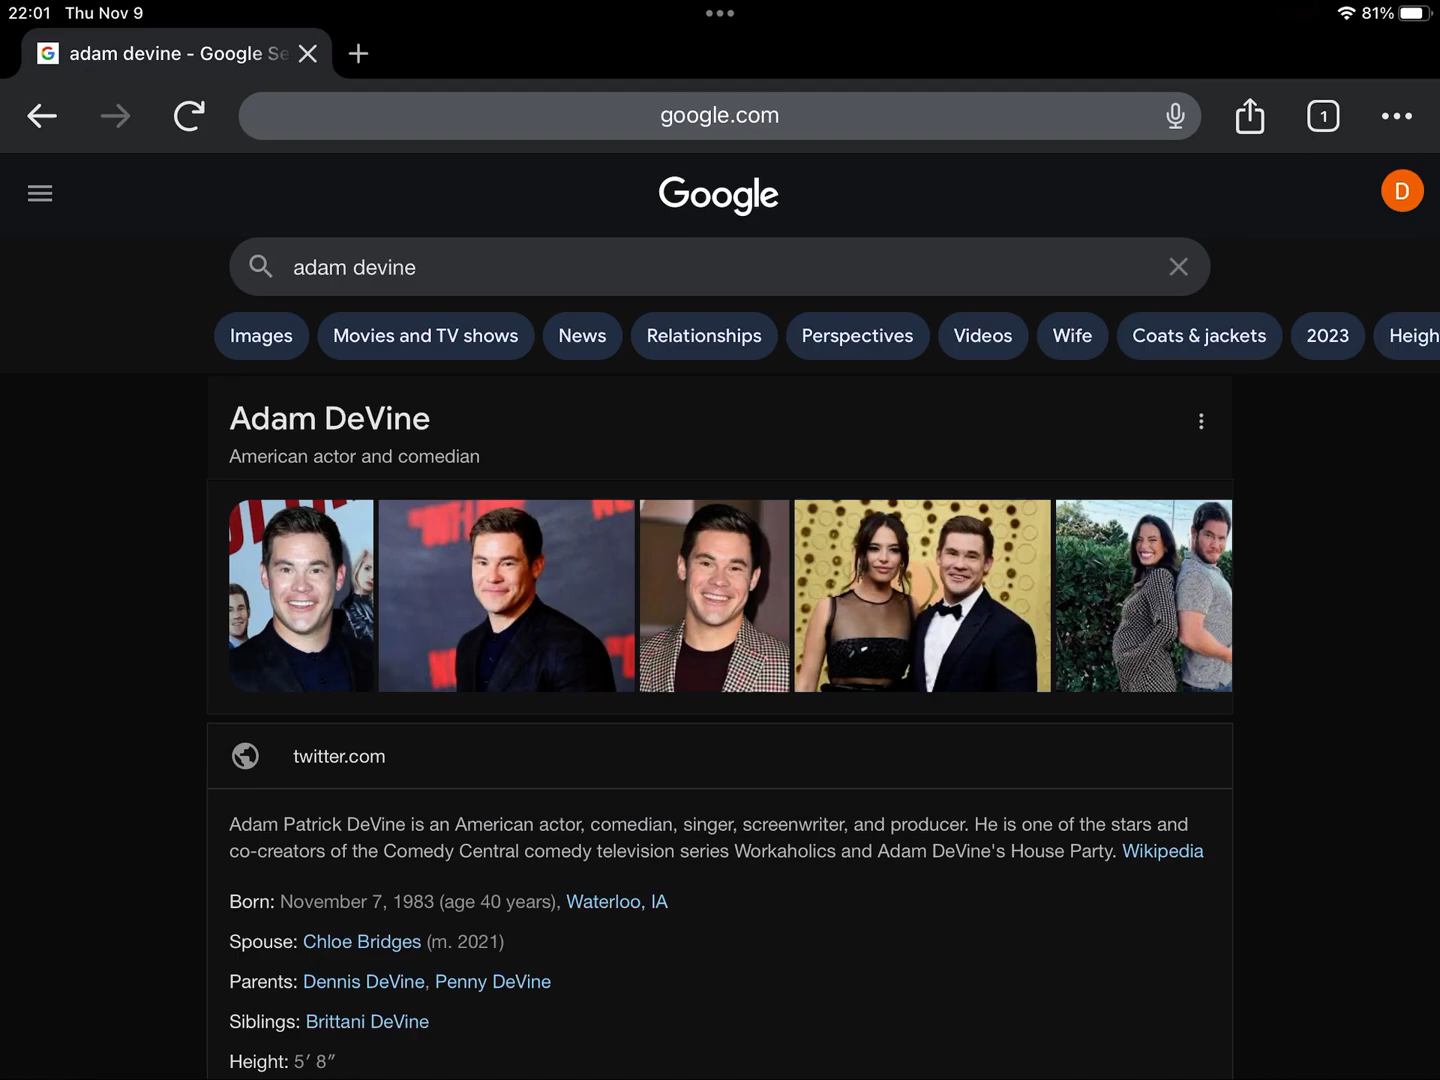 22:01 Thu Nov 9
81%
adam devine - Google Se
google.com
1
Google
D
adam devine
Images Movies and TV shows News Relationships Perspectives Videos Wife Coats & jackets 2023 Heigh
Adam DeVine
American actor and comedian
twitter.com
Adam Patrick DeVine is an American actor, comedian, singer, screenwriter, and producer. He is one of the stars and
co-creators of the Comedy Central comedy television series Workaholics and Adam DeVine's House Party. Wikipedia
Born: November 7, 1983 (age 40 years), Waterloo, IA
Spouse: Chloe Bridges (m. 2021)
Parents: Dennis DeVine, Penny DeVine
Siblings: Brittani DeVine
Height: 5′ 8″